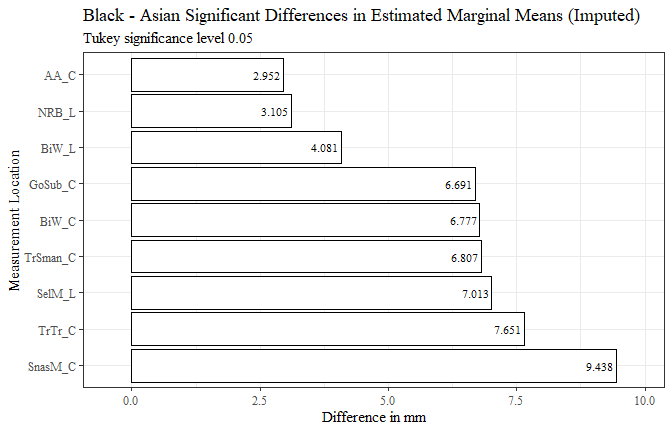 Black - Asian Significant Differences in Estimated Marginal Means (Imputed)
Tukey significance level 0.05
Measurement Location
AA_C 2.952
NRB_L 3.105
BiW_L 4.081
GoSub_C 6.691
BiW_C 6.777
TrSman_C 6.807
SelM_L 7.013
TrTr_C 7.651
SnasM_C 9.438
0.0 2.5 5.0 7.5 10.0
Difference in mm